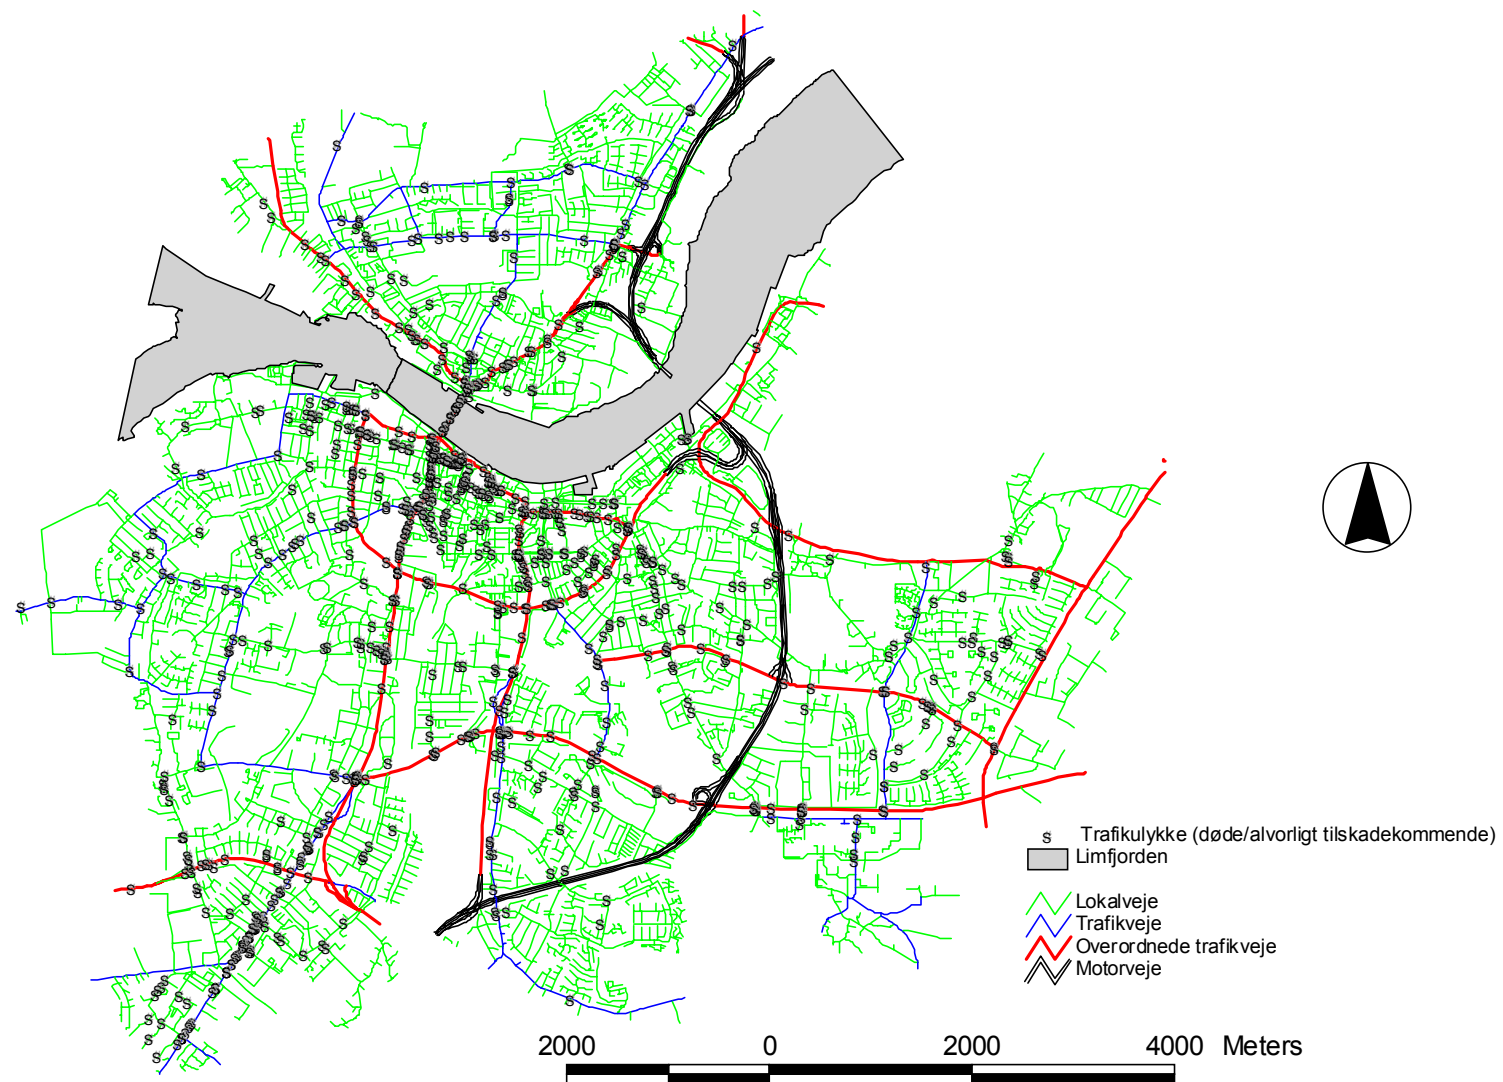 s Trafikulykke (døde/alvorligt tilskadekommende)
Limfjorden
Lokalveje
Trafikveje
Overordnede trafikveje
Motorveje
2000 0 2000 4000 Meters